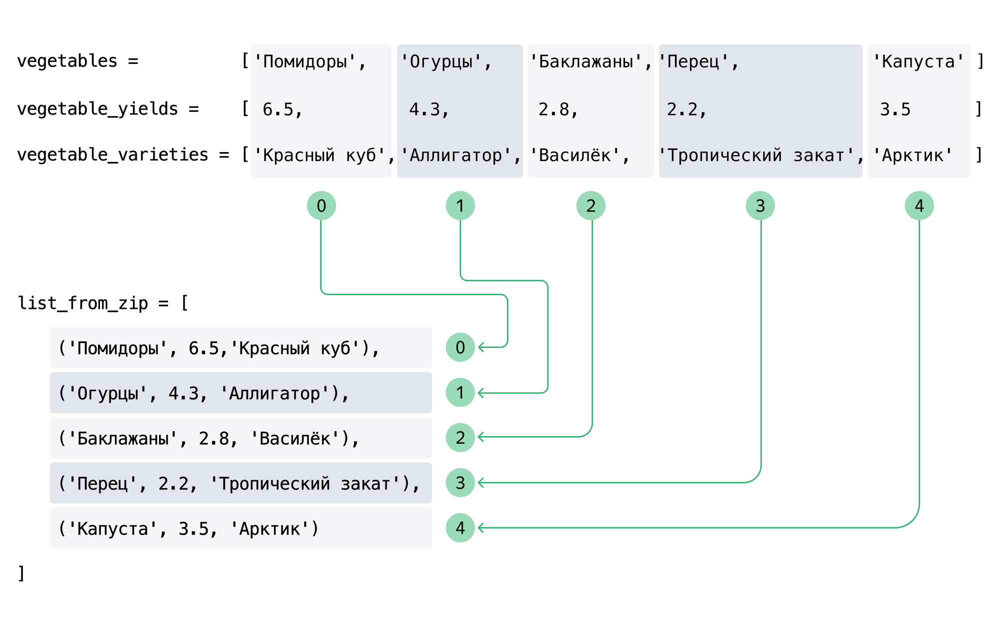 vegetables = ['Помидоры', 'Огурцы', 'Баклажаны', 'Перец', 'Капуста' ]
vegetable_yields = [ 6.5, 4.3, 2.8, 2.2, 3.5 ]
vegetable_varieties = ['Красный куб', 'Аллигатор', 'Василёк', 'Тропический закат', 'Арктик' ]
0 1 2 3 4
list_from_zip = [
('Помидоры', 6.5,'Красный куб'), 0
('Огурцы', 4.3, 'Аллигатор'), 1
('Баклажаны', 2.8, 'Василёк'), 2
('Перец', 2.2, 'Тропический закат'), 3
('Капуста', 3.5, 'Арктик') 4
]